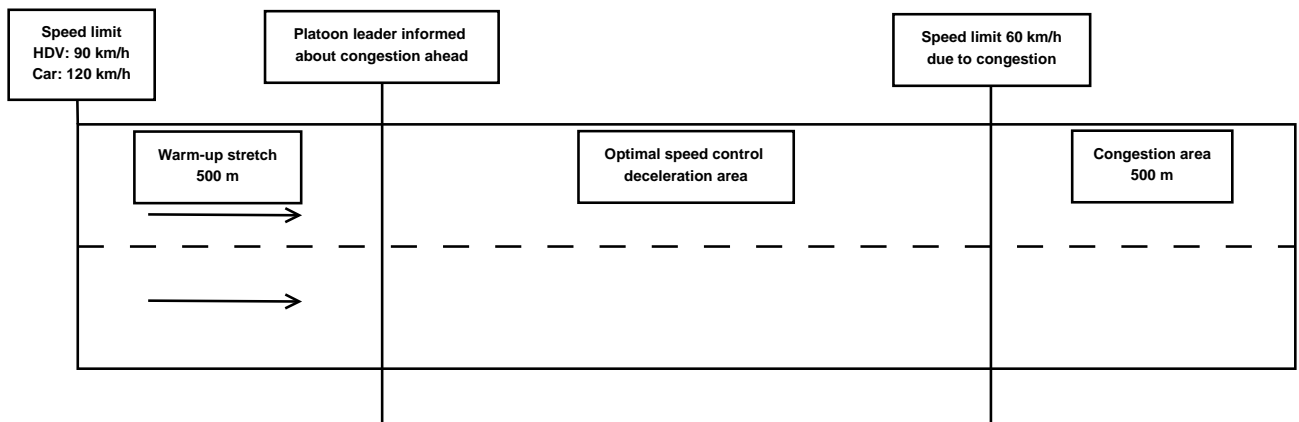 Speed limit
HDV: 90 km/h
Car: 120 km/h
Platoon leader informed
about congestion ahead
Speed limit 60 km/h
due to congestion
Warm-up stretch
500 m
Optimal speed control
deceleration area
Congestion area
500 m